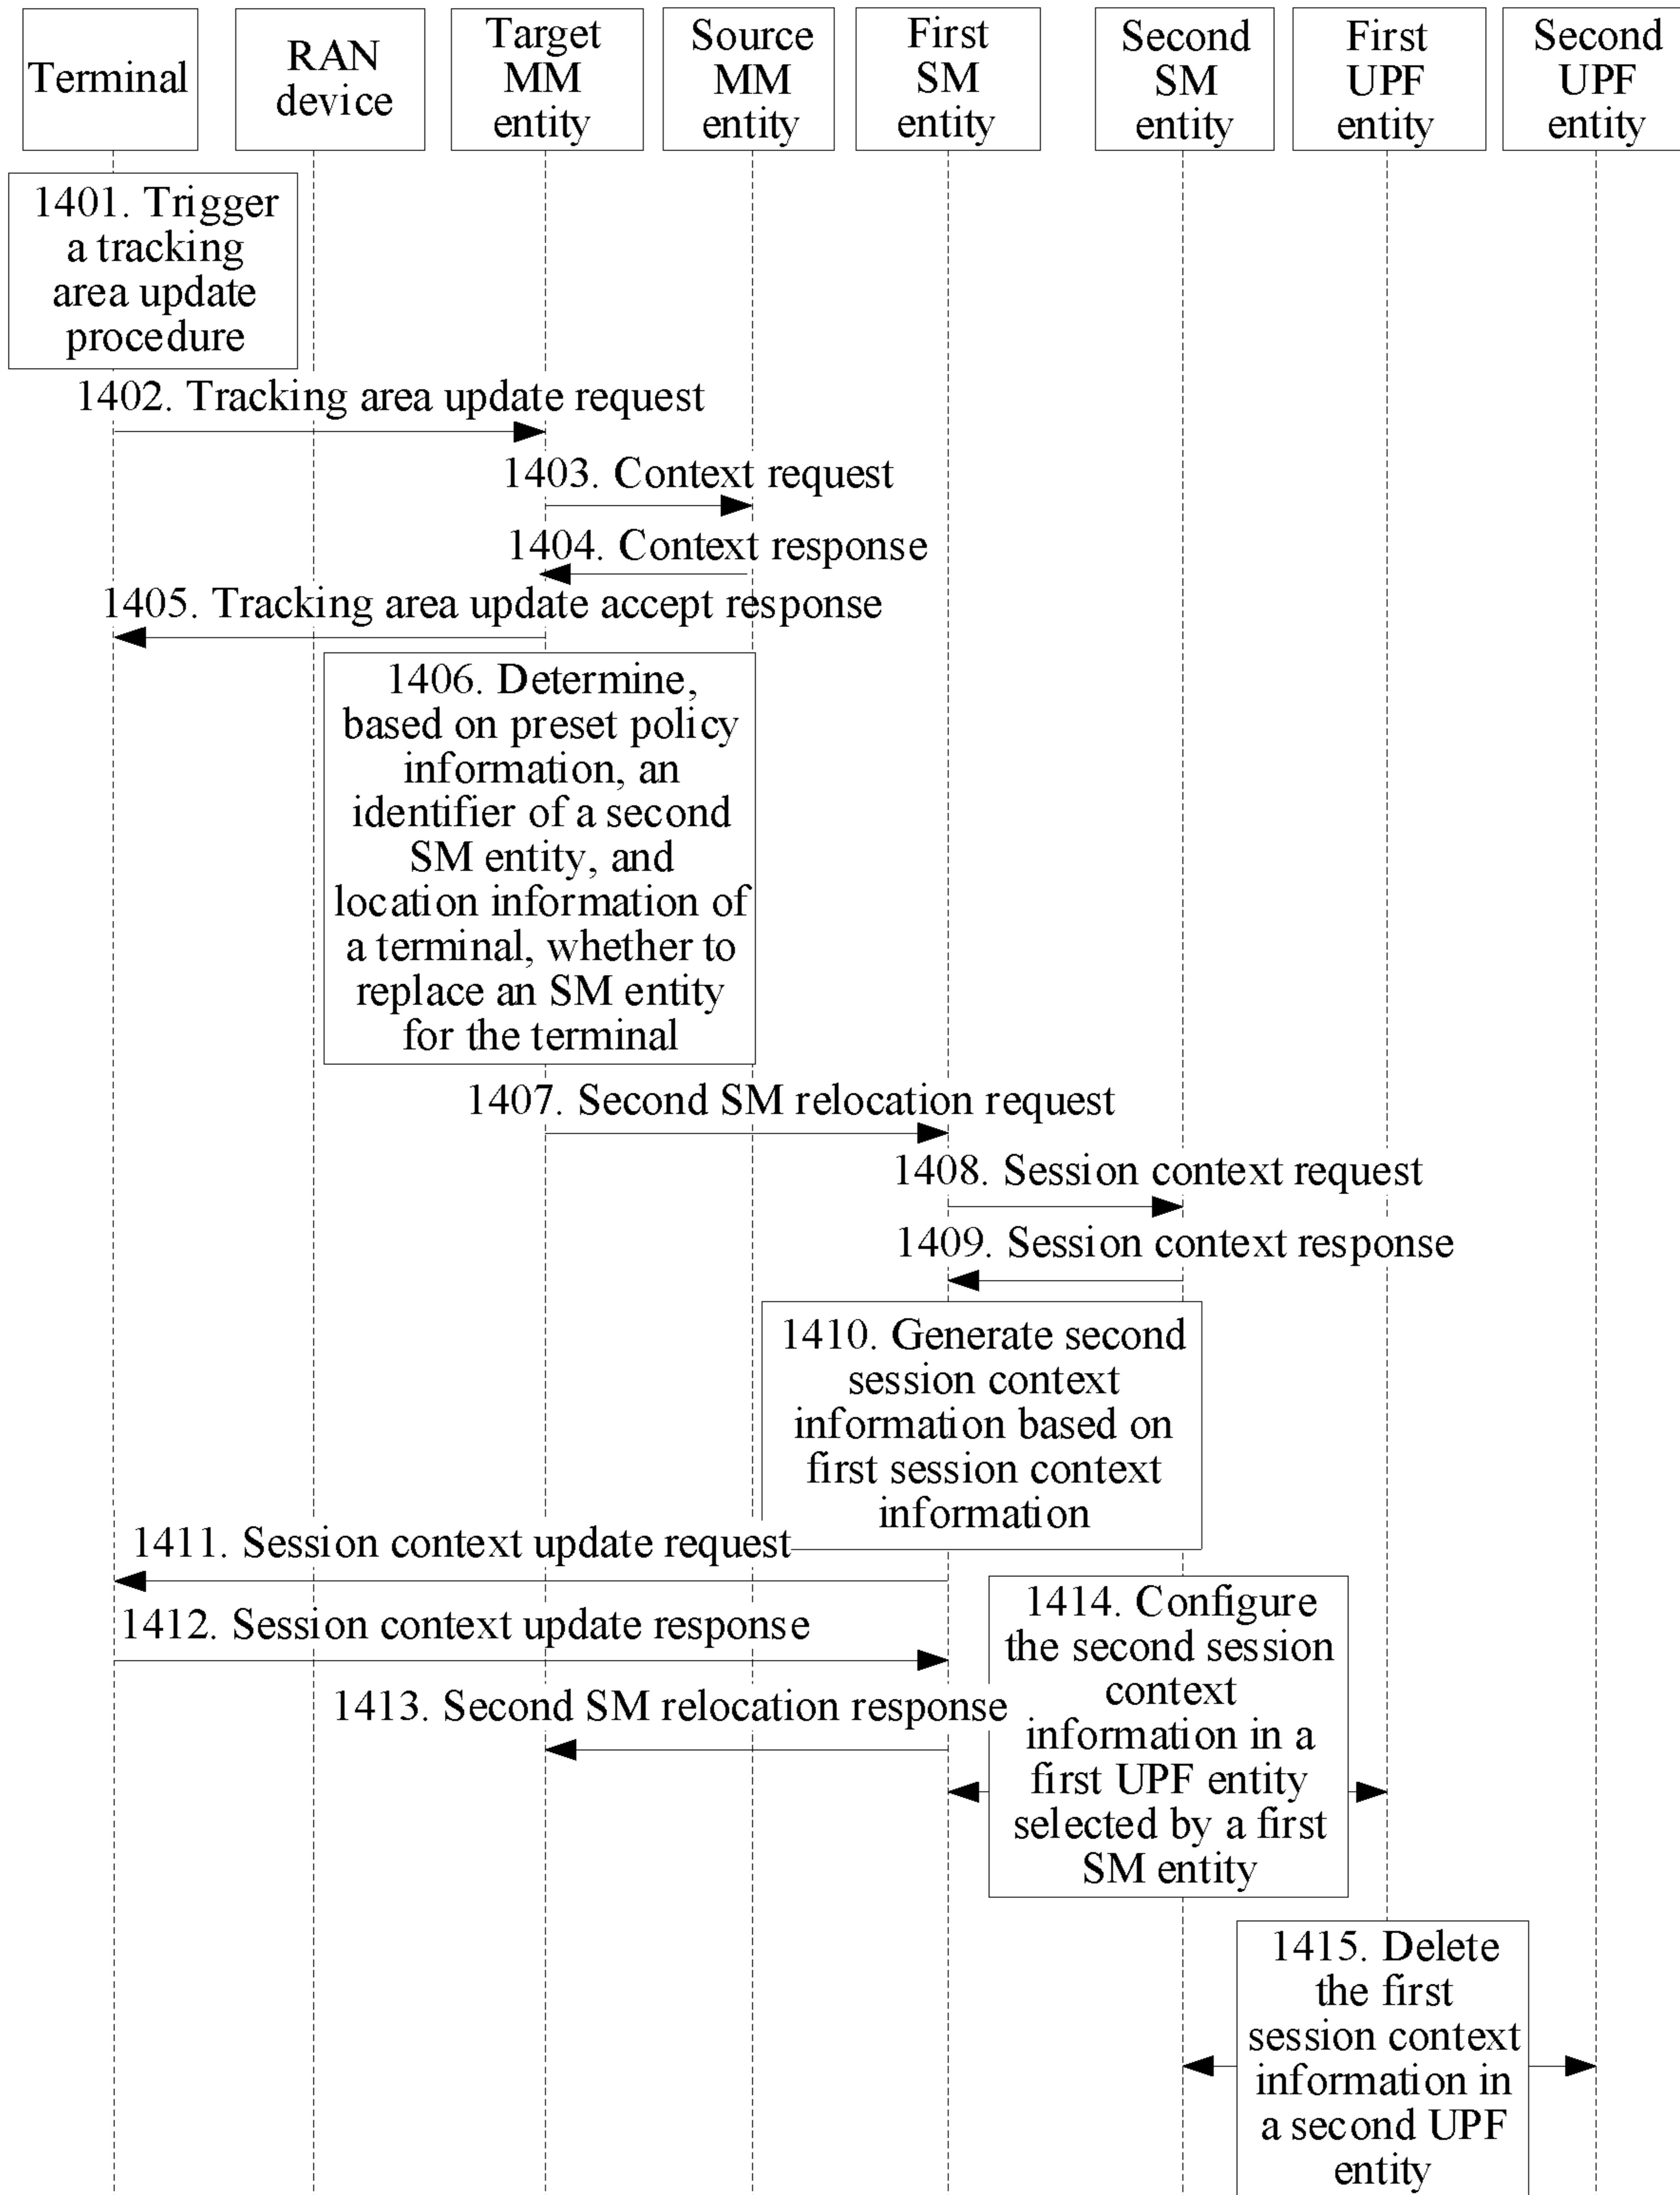 Terminal
RAN
device
Target
MM
entity
Source
MM
entity
First
SM
entity
Second
SM
entity
First
UPF
entity
Second
UPF
entity
1401. Trigger
a tracking
area update
procedure
1402. Tracking area update request
1403. Context request
1404. Context response
1405. Tracking area update accept response
1406. Determine,
based on preset policy
information, an
identifier of a second
SM entity, and
location information of
a terminal, whether to
replace an SM entity
for the terminal
1407. Second SM relocation request
1408. Session context request
1409. Session context response
1410. Generate second
session context
information based on
first session context
information
1411. Session context update request
1412. Session context update response
1413. Second SM relocation response
1414. Configure
the second session
context
information in a
first UPF entity
selected by a first
SM entity
1415. Delete
the first
session context
information in
a second UPF
entity